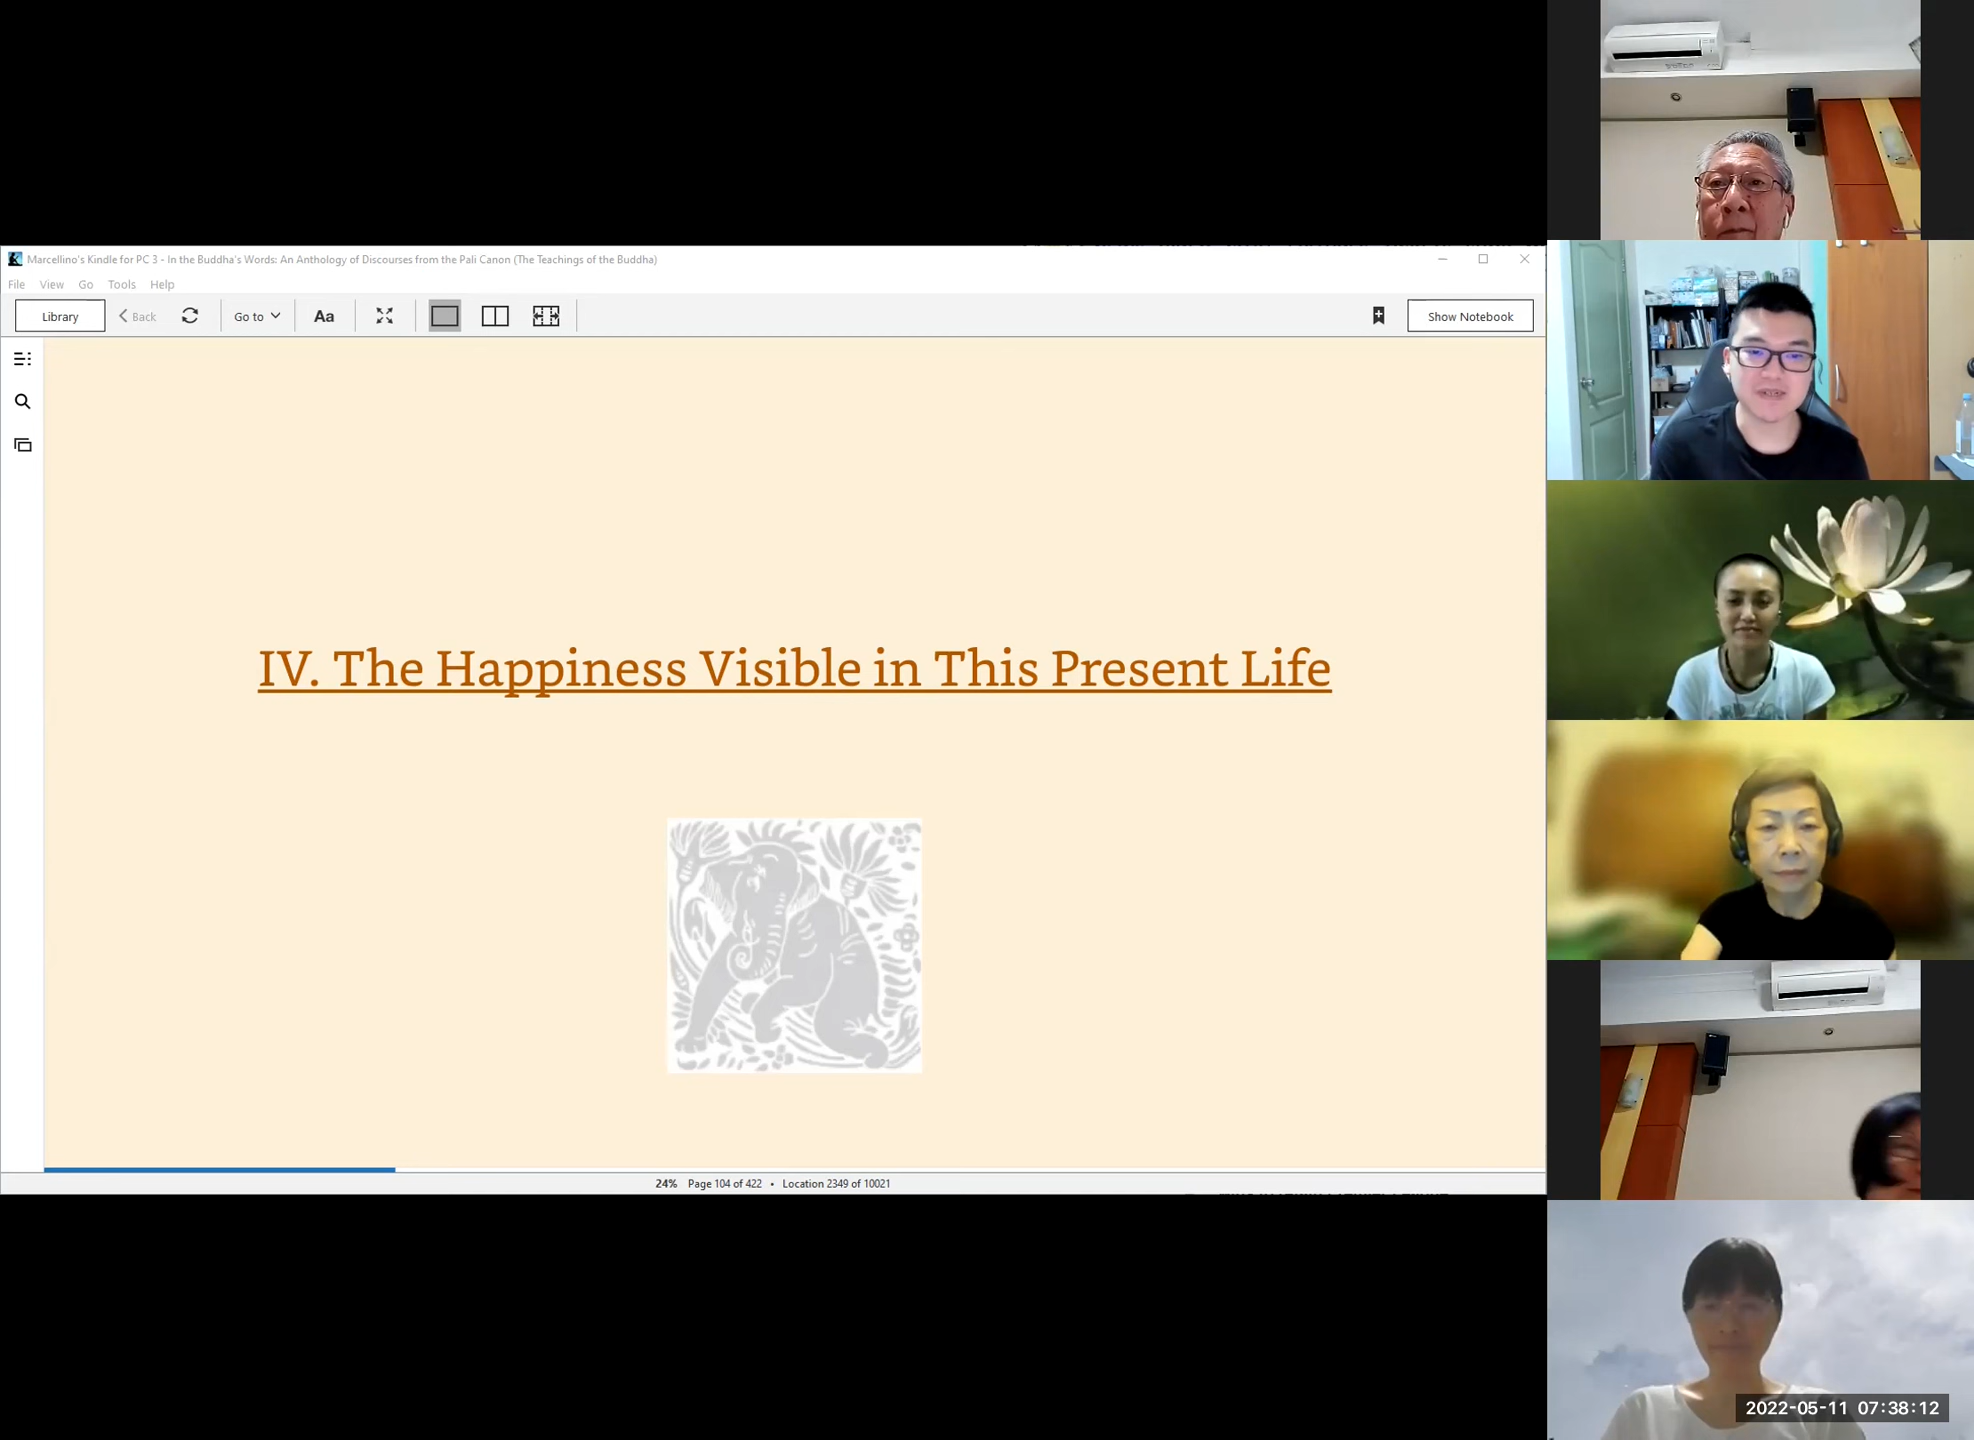 Marcellino's Kindle for PC 3 - In the Buddha's Words: An Anthology of Discourses from the Pali Canon (The Teachings of the Buddha)
File View Go Tools Help
Library Back Go to Aa Show Notebook
IV. The Happiness Visible in This Present Life
24% Page 104 of 422 • Location 2349 of 10021
2022-05-11 07:38:12